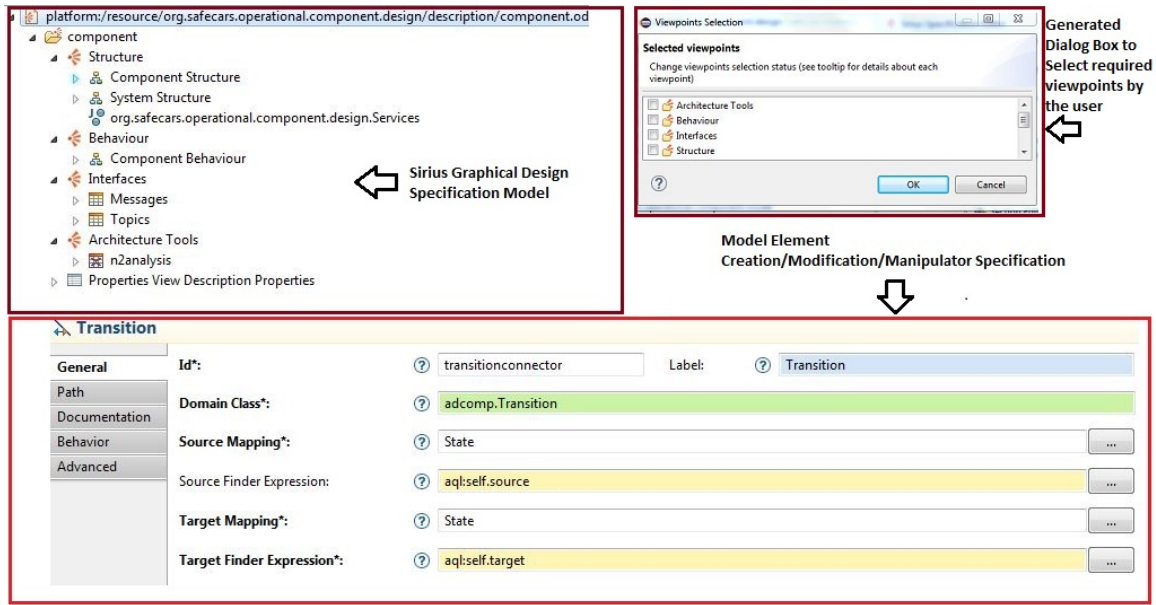 platform:/resource/org.safecars.operational.component.design/description/component.od
component
Structure
Component Structure
System Structure
org.safecars.operational.component.design.Services
Behaviour
Component Behaviour
Interfaces
Messages
Topics
Architecture Tools
n2analysis
Properties View Description Properties
Sirius Graphical Design
Specification Model
Viewpoints Selection
Selected viewpoints
Change viewpoints selection status (see tooltip for details about each
viewpoint)
Architecture Tools
Behaviour
Interfaces
Structure
OK Cancel
Generated
Dialog Box to
Select required
viewpoints by
the user
Model Element
Creation/Modification/Manipulator Specification
Transition
General
Path
Documentation
Behavior
Advanced
Id*: transitionconnector Label: Transition
Domain Class*: adcomp.Transition
Source Mapping*: State ...
Source Finder Expression: aql:self.source ...
Target Mapping*: State ...
Target Finder Expression*: aql:self.target ...